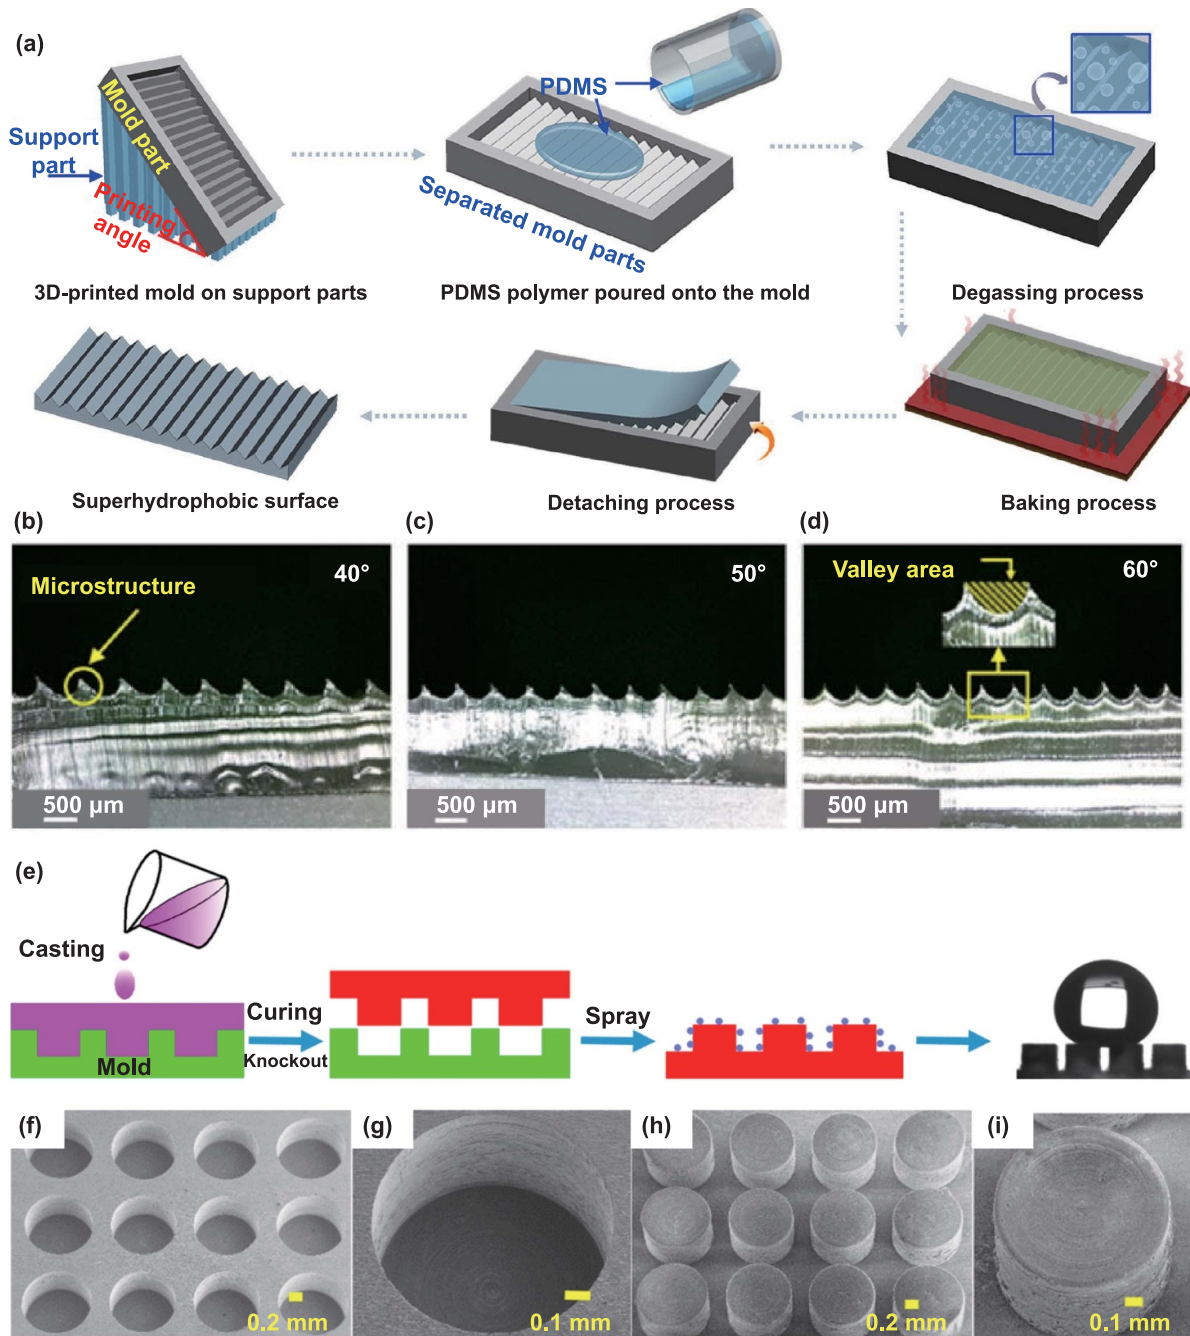 (a)
Mold part
Support
part
Printing
angle
3D-printed mold on support parts
PDMS
Separated mold parts
PDMS polymer poured onto the mold
Degassing process
Superhydrophobic surface
Detaching process
Baking process
(b)
40°
Microstructure
500 μm
(c)
50°
500 μm
(d)
60°
Valley area
500 μm
(e)
Casting
Mold
Curing
Knockout
Spray
(f)
0.2 mm
(g)
0.1 mm
(h)
0.2 mm
(i)
0.1 mm